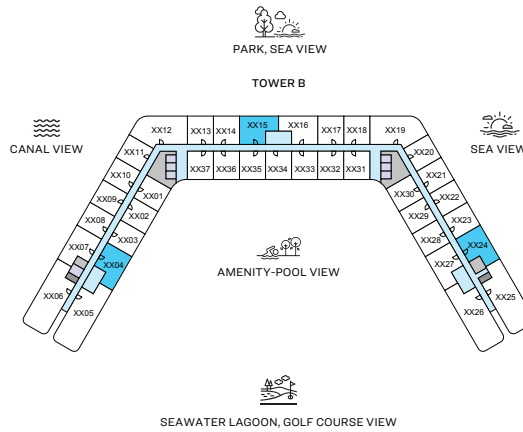 PARK, SEA VIEW
TOWER B
CANAL VIEW
SEA VIEW
XX12
XX13
XX14
XX15
XX16
XX17
XX18
XX19
XX11
XX10
XX09
XX08
XX07
XX06
XX01
XX02
XX03
XX04
XX05
XX37
XX36
XX35
XX34
XX33
XX32
XX31
XX20
XX21
XX22
XX23
XX24
XX25
XX30
XX29
XX28
XX27
XX26
AMENITY-POOL VIEW
SEAWATER LAGOON, GOLF COURSE VIEW